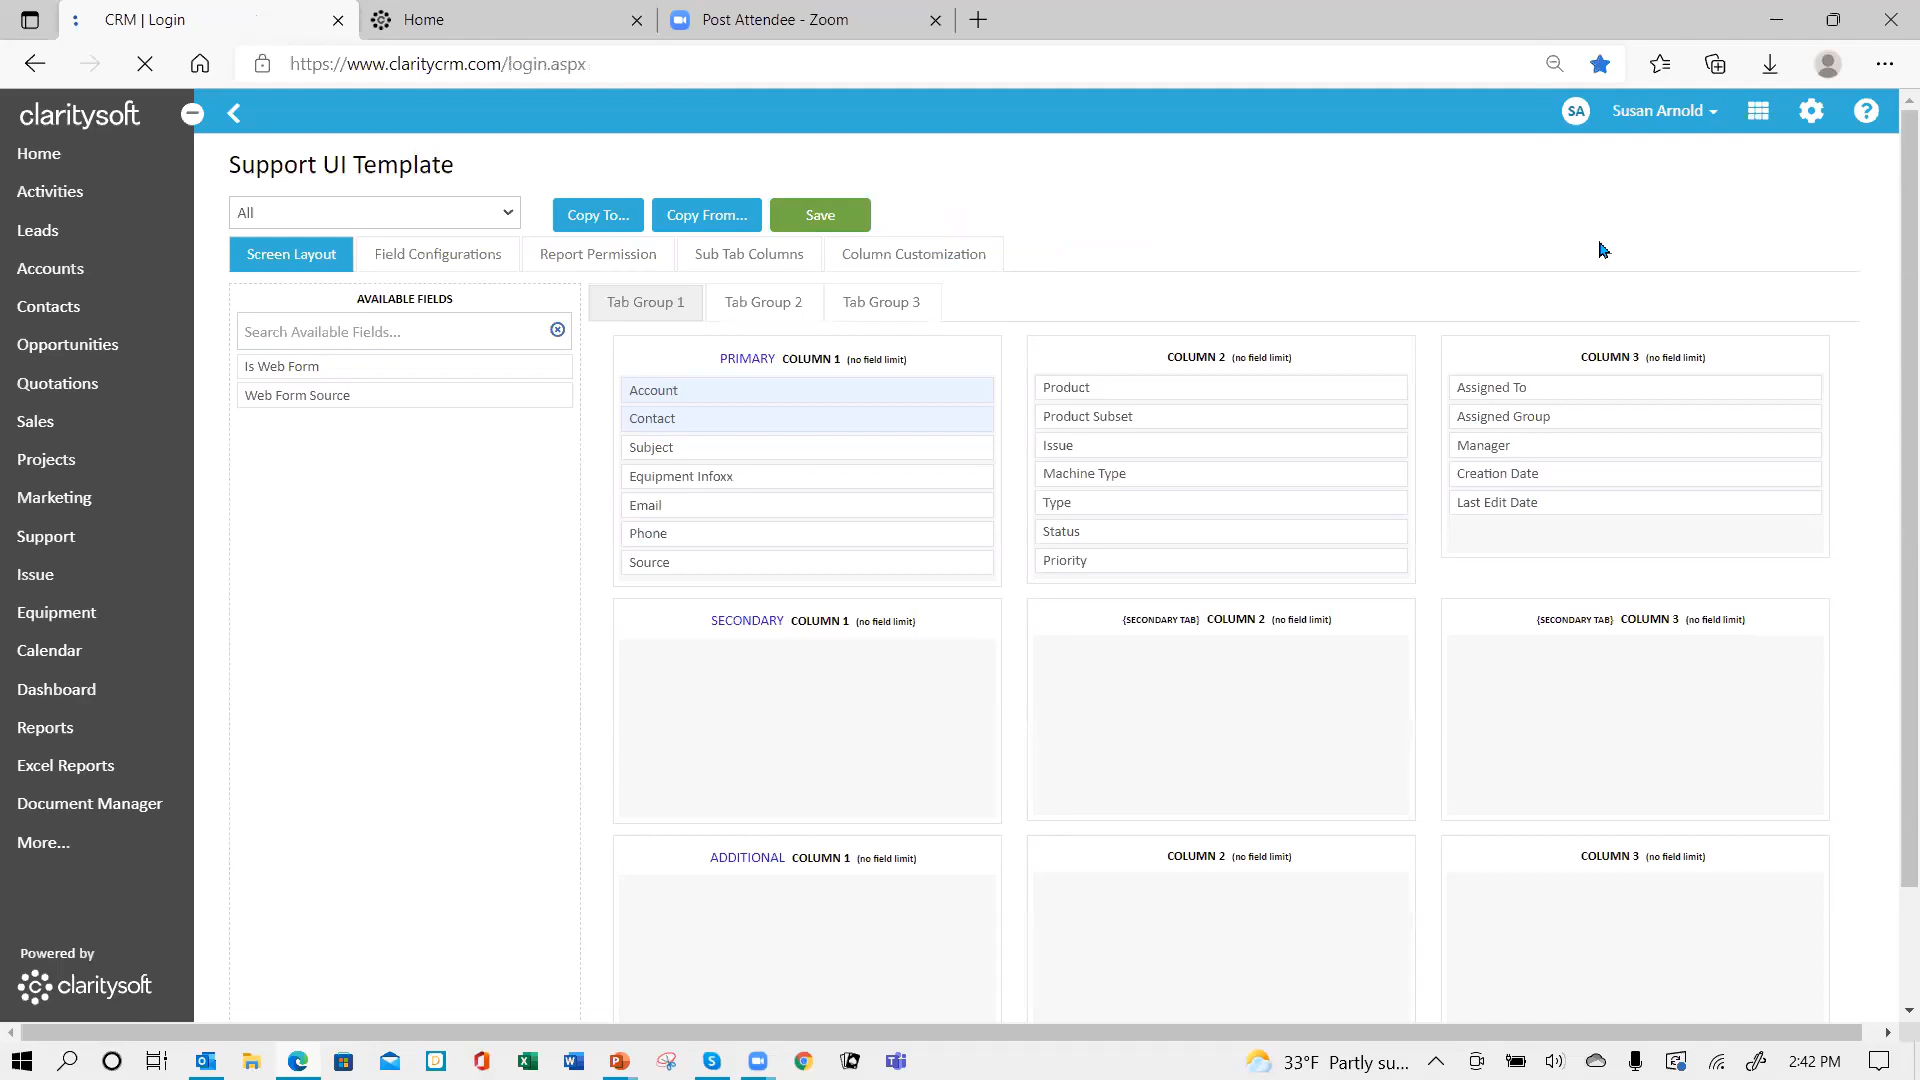 CRM | Login
Home
Post Attendee - Zoom
https://www.claritycrm.com/login.aspx
claritysoft
SA
Susan Arnold
Home
Activities
Leads
Accounts
Contacts
Opportunities
Quotations
Sales
Projects
Marketing
Support
Issue
Equipment
Calendar
Dashboard
Reports
Excel Reports
Document Manager
More...
Powered by
claritysoft
Support UI Template
All
Copy To...
Copy From...
Save
Screen Layout
Field Configurations
Report Permission
Sub Tab Columns
Column Customization
AVAILABLE FIELDS
Search Available Fields...
Is Web Form
Web Form Source
Tab Group 1
Tab Group 2
Tab Group 3
PRIMARY COLUMN 1 (no field limit)
Account
Contact
Subject
Equipment Infoxx
Email
Phone
Source
COLUMN 2 (no field limit)
Product
Product Subset
Issue
Machine Type
Type
Status
Priority
COLUMN 3 (no field limit)
Assigned To
Assigned Group
Manager
Creation Date
Last Edit Date
SECONDARY COLUMN 1 (no field limit)
{SECONDARY TAB} COLUMN 2 (no field limit)
{SECONDARY TAB} COLUMN 3 (no field limit)
ADDITIONAL COLUMN 1 (no field limit)
COLUMN 2 (no field limit)
COLUMN 3 (no field limit)
33°F Partly su...
2:42 PM